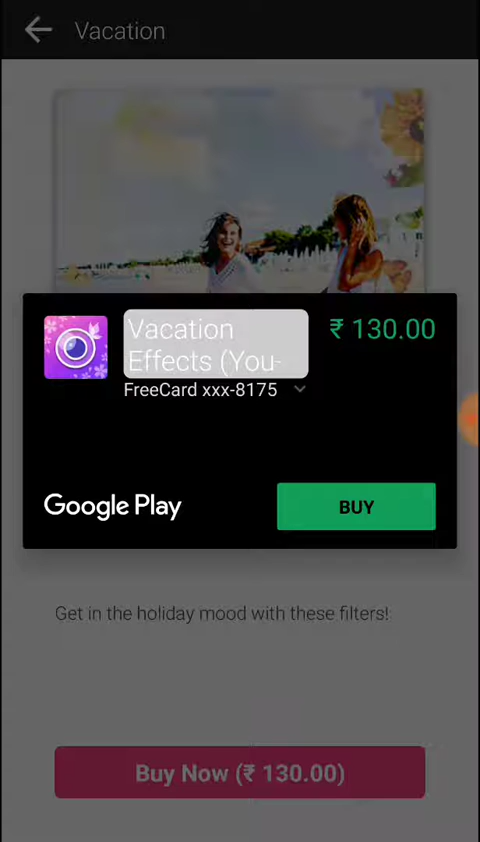 Vacation
Vacation
Effects (You-
₹ 130.00
FreeCard xxx-8175
Google Play
BUY
Get in the holiday mood with these filters!
Buy Now (₹ 130.00)